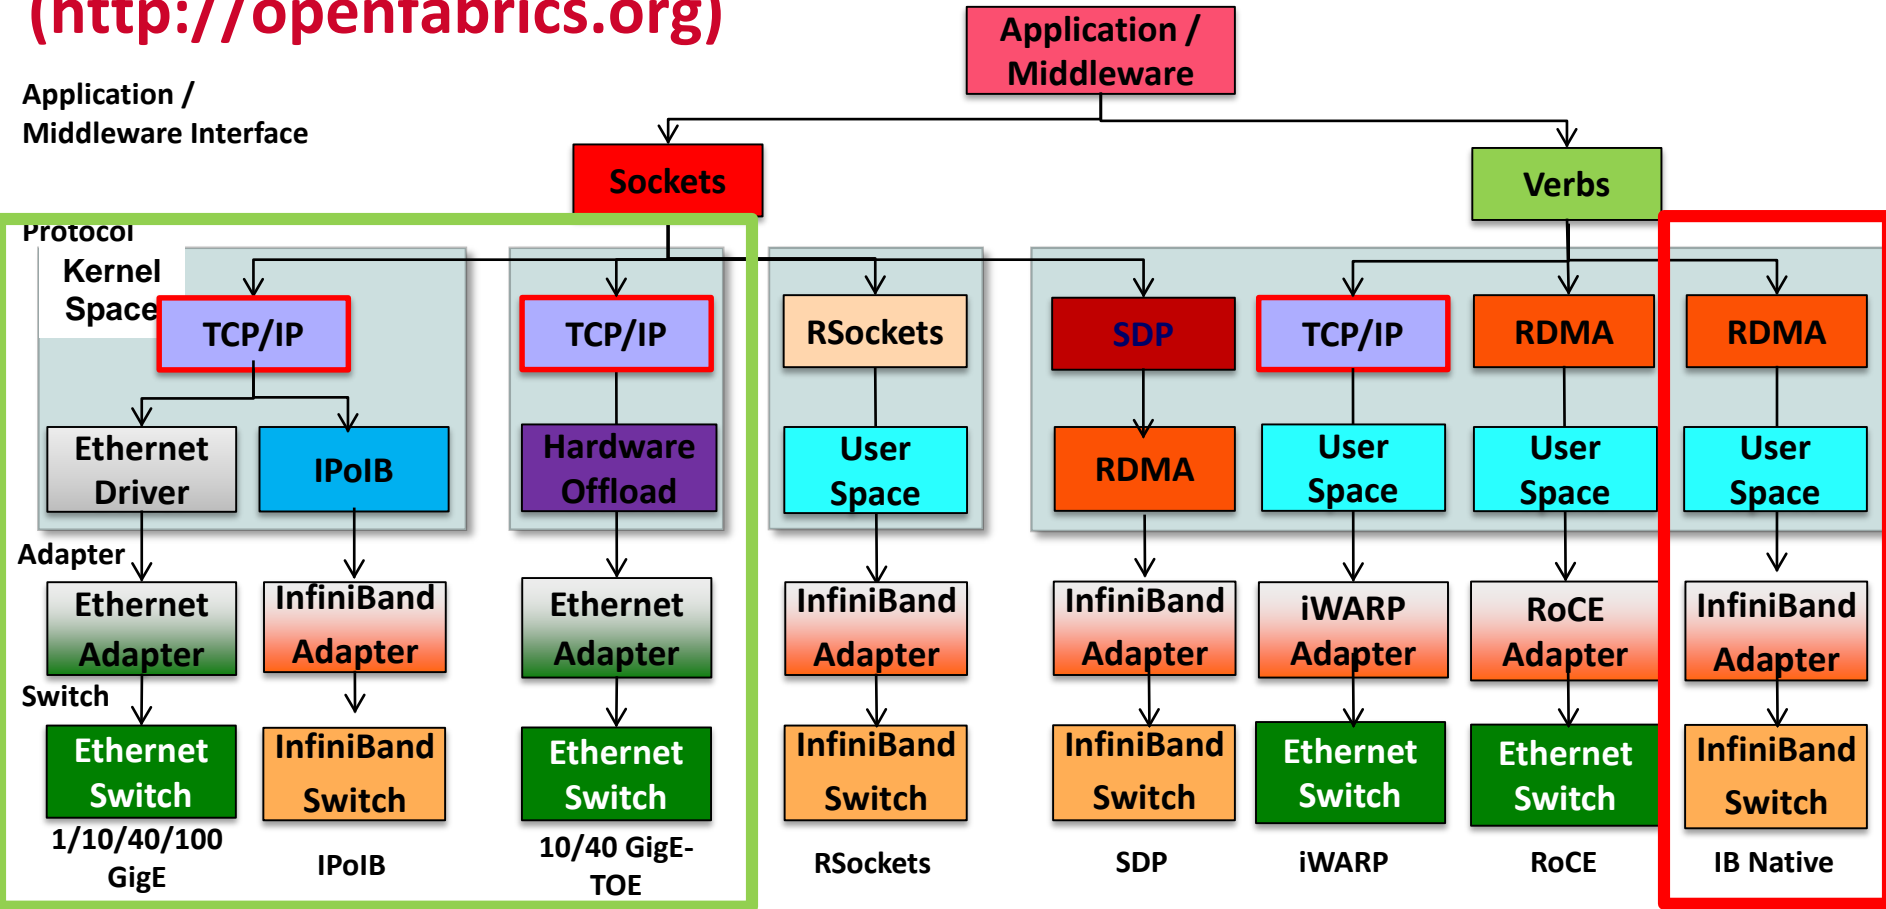 (http://openfabrics.org)
Application /
Middleware
Application /
Middleware Interface
Sockets
Verbs
Protocol
Kernel
Space
TCP/IP
TCP/IP
RSockets
SDP
TCP/IP
RDMA
RDMA
Ethernet
Driver
IPoIB
Hardware
Offload
User
Space
RDMA
User
Space
User
Space
User
Space
Adapter
Ethernet
Adapter
InfiniBand
Adapter
Ethernet
Adapter
InfiniBand
Adapter
InfiniBand
Adapter
iWARP
Adapter
RoCE
Adapter
InfiniBand
Adapter
Switch
Ethernet
Switch
InfiniBand
Switch
Ethernet
Switch
InfiniBand
Switch
InfiniBand
Switch
Ethernet
Switch
Ethernet
Switch
InfiniBand
Switch
1/10/40/100
GigE
IPoIB
10/40 GigE-
TOE
RSockets
SDP
iWARP
RoCE
IB Native